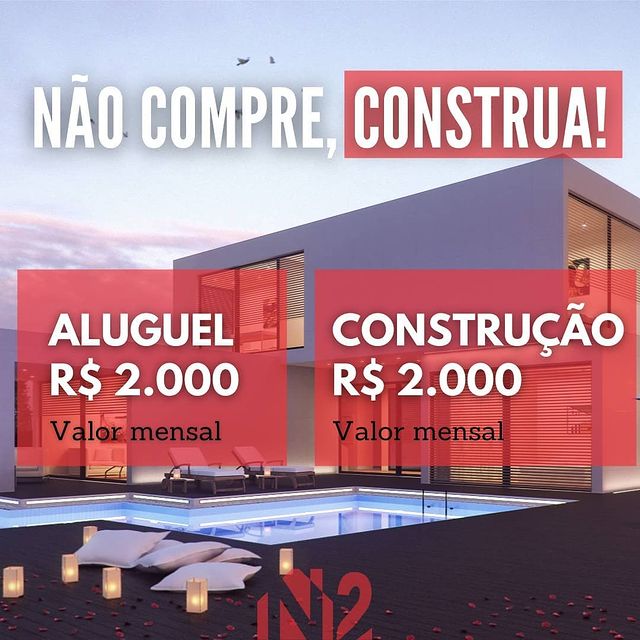 NÃO COMPRE, CONSTRUA!
ALUGUEL
R$ 2.000
Valor mensal
CONSTRUÇÃO
R$ 2.000
Valor mensal
N2